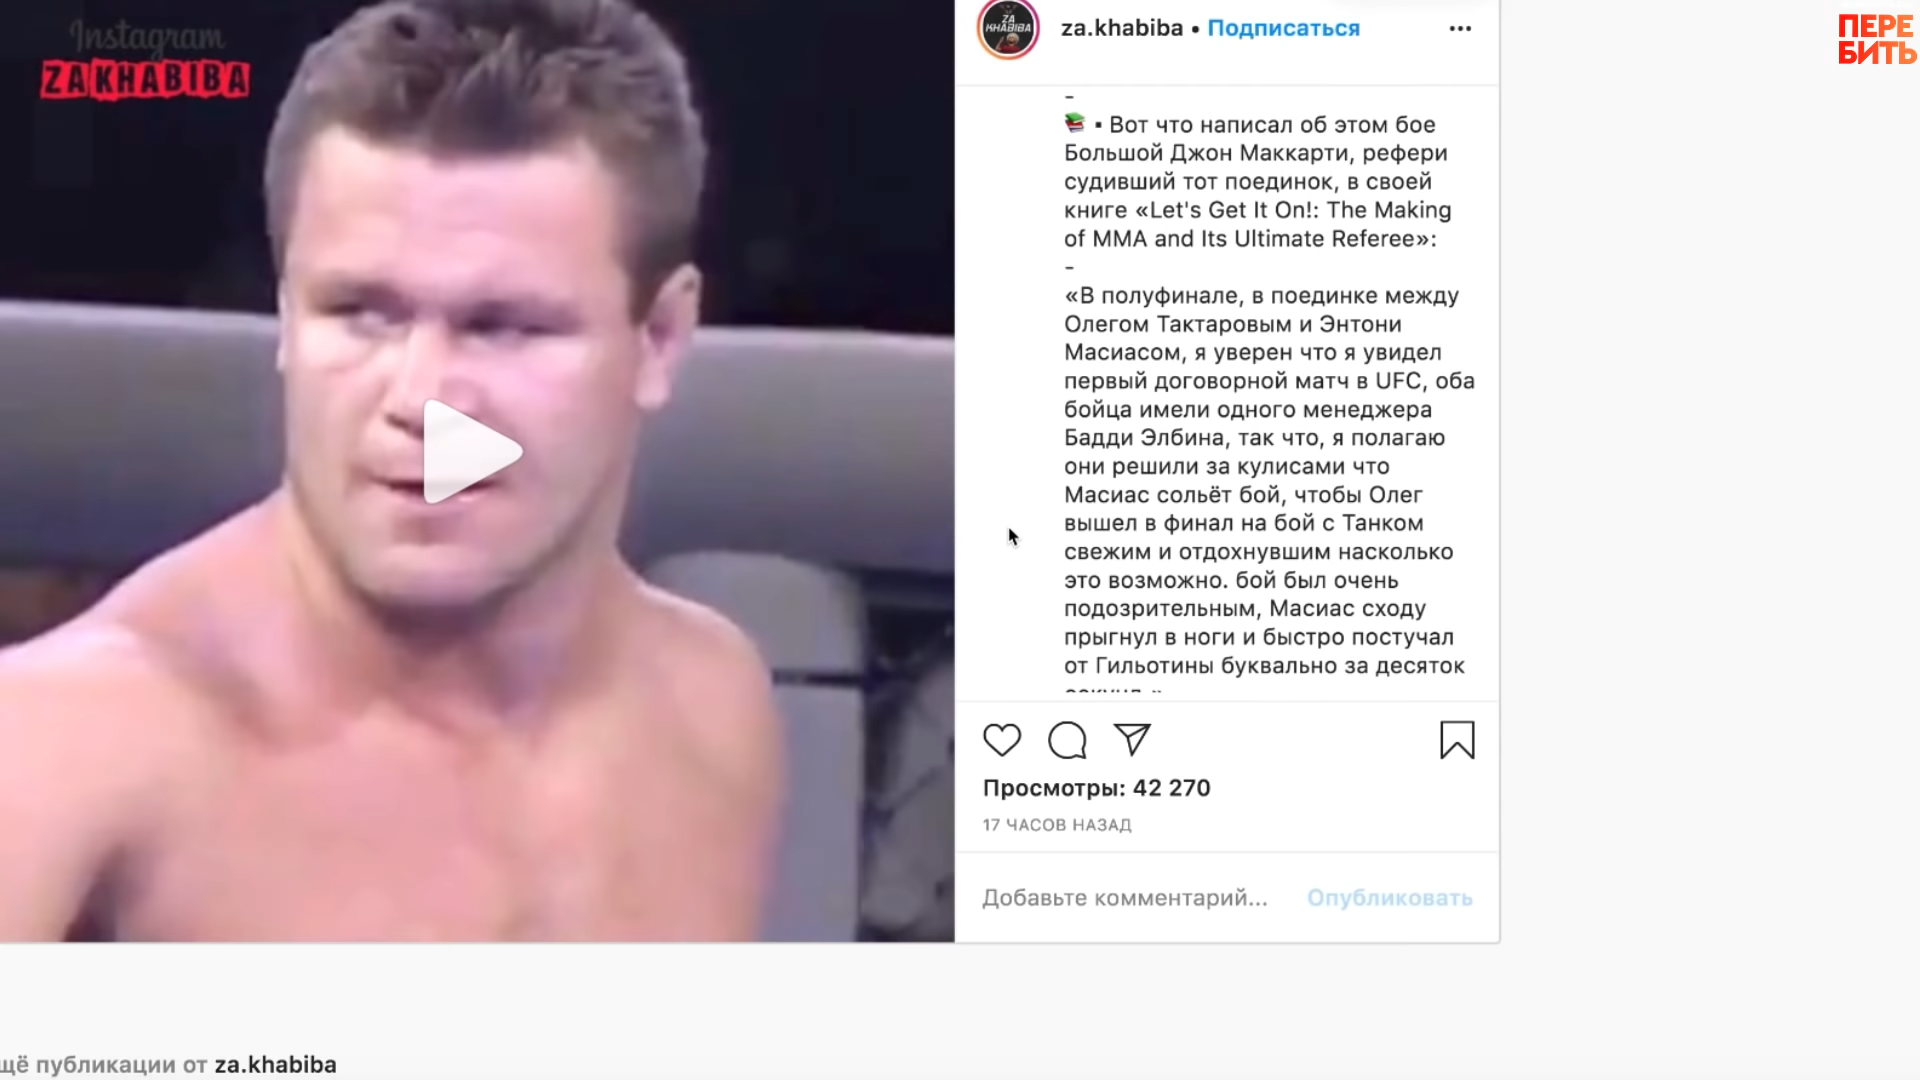 Instagram
ZAKHABIBA
ZA
KHABIBA
za.khabiba • Подписаться
ПЕРЕ
БИТЬ
-
▪ Вот что написал об этом бое
Большой Джон Маккарти, рефери
судивший тот поединок, в своей
книге «Let's Get It On!: The Making
of MMA and Its Ultimate Referee»:
-
«В полуфинале, в поединке между
Олегом Тактаровым и Энтони
Масиасом, я уверен что я увидел
первый договорной матч в UFC, оба
бойца имели одного менеджера
Бадди Элбина, так что, я полагаю
они решили за кулисами что
Масиас сольёт бой, чтобы Олег
вышел в финал на бой с Танком
свежим и отдохнувшим насколько
это возможно. бой был очень
подозрительным, Масиас сходу
прыгнул в ноги и быстро постучал
от Гильотины буквально за десяток
Просмотры: 42 270
17 ЧАСОВ НАЗАД
Добавьте комментарий... Опубликовать
щё публикации от za.khabiba